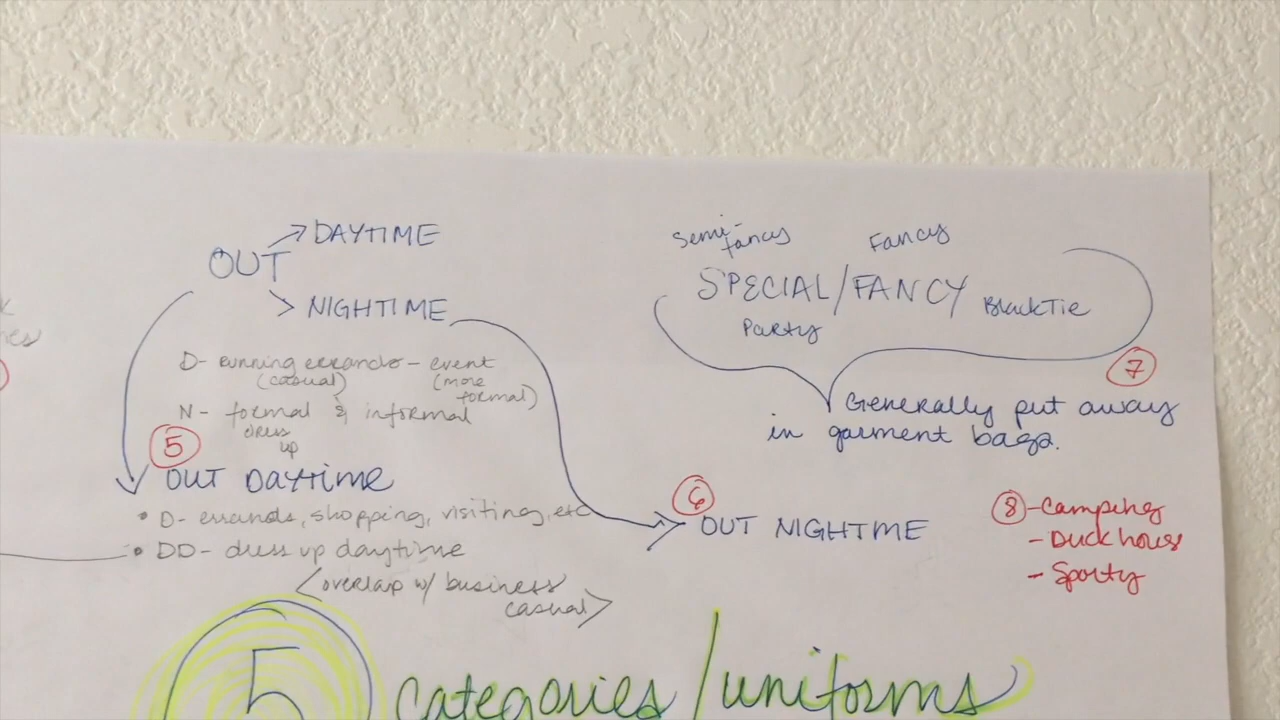 OUT
DAYTIME
NIGHTIME
D- running errands - event
(casual) (more formal)
N- formal & informal
dress
up
5
OUT DAYTIME
• D- errands, shopping, visiting, etc
• DD- dress up daytime
<overlap w/ business
casual>
Semi-
fancy
Fancy
SPECIAL/FANCY
Black Tie
Party
7
Generally put away
in garment bags.
6
OUT NIGHTME
8 - Camping
- Duck hours
- Sporty
5 categories/uniforms